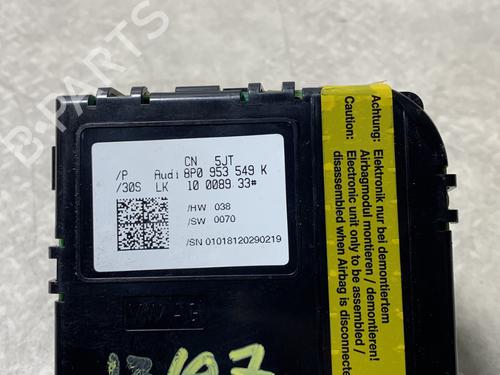 B-PARTS
CN 5JT
/P Audi 8P0 953 549 K
/30S LK 10 0089 33#
/HW 038
/SW 0070
/SN 01018120290219
VW AG
Achtung:
Elektronik nur bei demontiertem
Airbagmodul montieren / demontieren!
Caution:
Electronic unit only to be assembled /
disassembled when Airbag is disconnecte